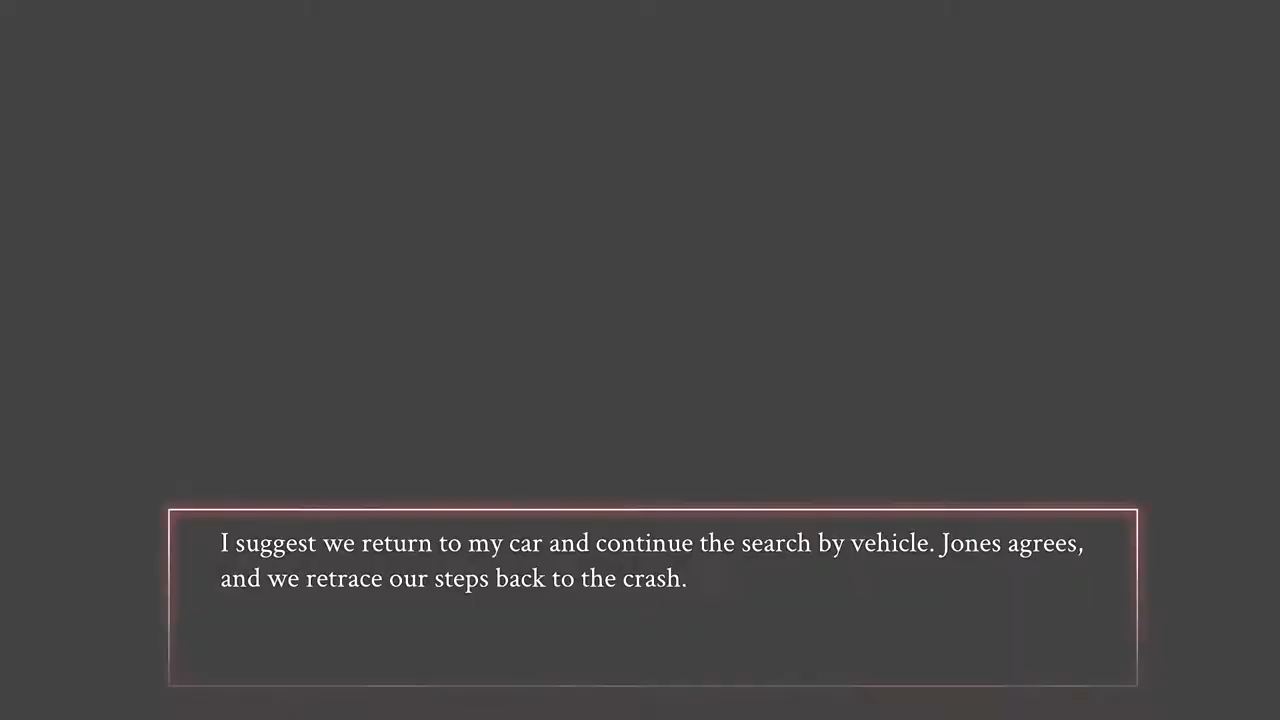 I suggest we return to my car and continue the search by vehicle. Jones agrees,
and we retrace our steps back to the crash.